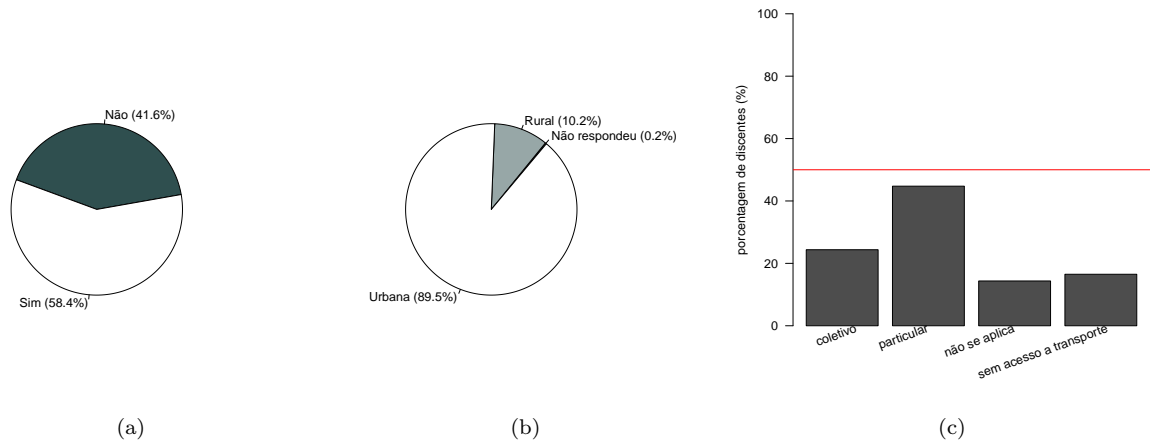 Não (41.6%)
Sim (58.4%)
(a)
Rural (10.2%)
Não respondeu (0.2%)
Urbana (89.5%)
(b)
porcentagem de discentes (%)
100
80
60
40
20
0
coletivo
particular
não se aplica
sem acesso a transporte
(c)